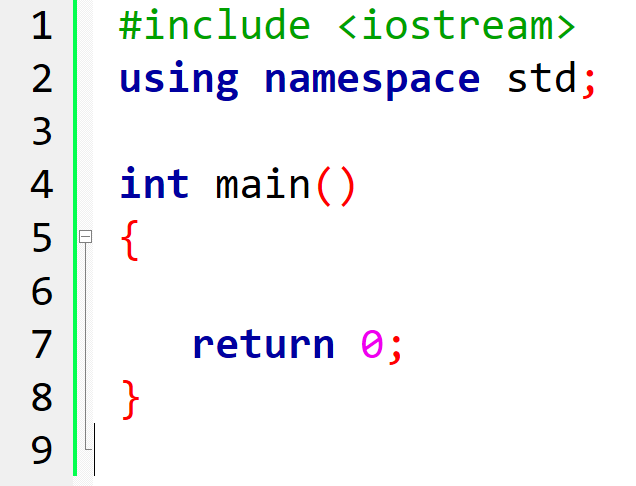 1 #include <iostream>
2 using namespace std;
3
4 int main()
5 {
6
7    return 0;
8 }
9